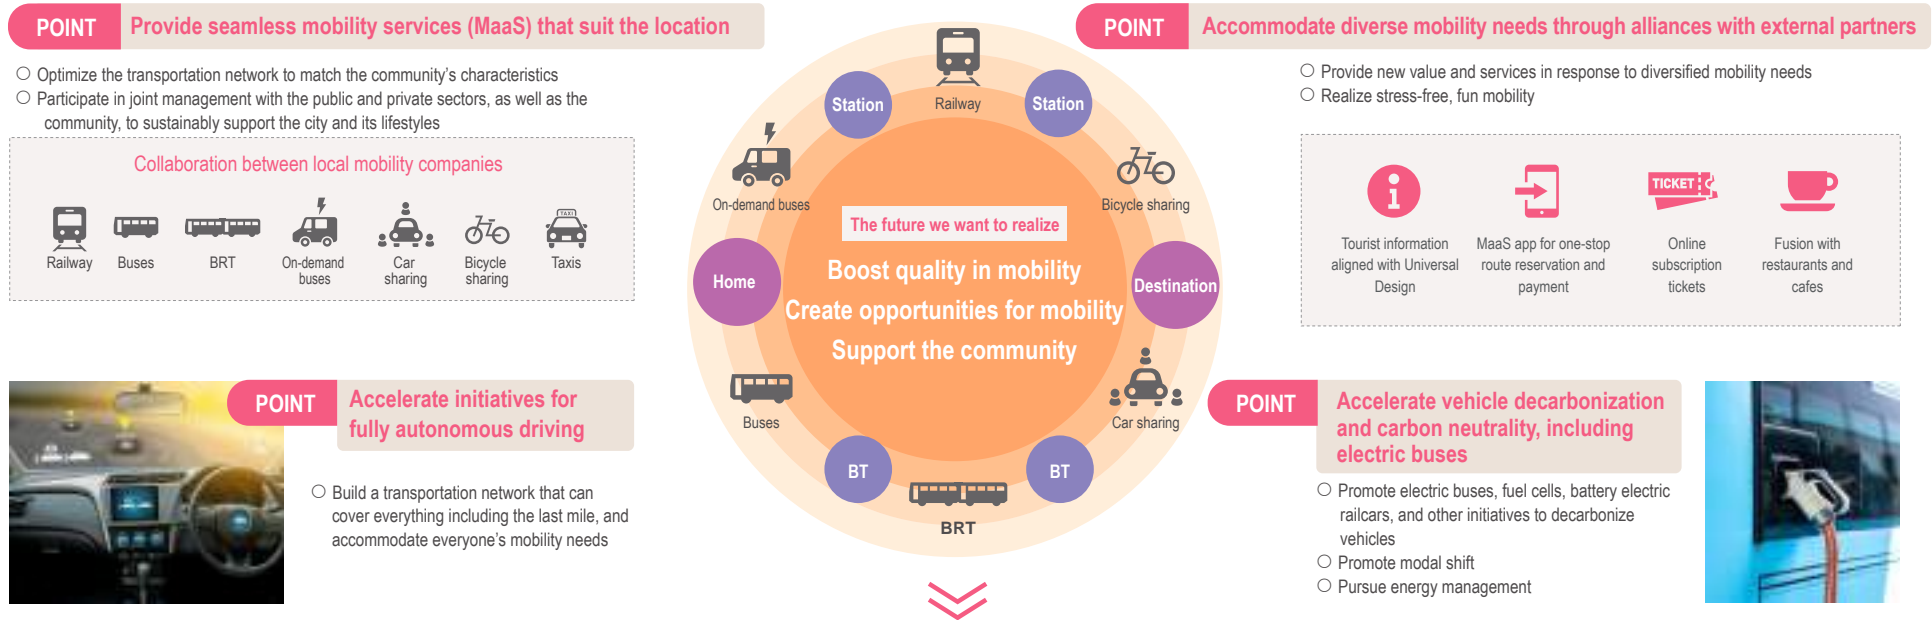 POINT
Provide seamless mobility services (MaaS) that suit the location
○ Optimize the transportation network to match the community's characteristics
○ Participate in joint management with the public and private sectors, as well as the
community, to sustainably support the city and its lifestyles
Collaboration between local mobility companies
Railway
Buses
BRT
On-demand
buses
Car
sharing
Bicycle
sharing
TAXI
Taxis
POINT
Accelerate initiatives for
fully autonomous driving
○ Build a transportation network that can
cover everything including the last mile, and
accommodate everyone's mobility needs
Railway
Station
Station
On-demand buses
Bicycle sharing
The future we want to realize
Boost quality in mobility
Create opportunities for mobility
Support the community
Home
Destination
Buses
Car sharing
BT
BT
BRT
POINT
Accommodate diverse mobility needs through alliances with external partners
○ Provide new value and services in response to diversified mobility needs
○ Realize stress-free, fun mobility
Tourist information
aligned with Universal
Design
MaaS app for one-stop
route reservation and
payment
TICKET
Online
subscription
tickets
Fusion with
restaurants and
cafes
POINT
Accelerate vehicle decarbonization
and carbon neutrality, including
electric buses
○ Promote electric buses, fuel cells, battery electric
railcars, and other initiatives to decarbonize
vehicles
○ Promote modal shift
○ Pursue energy management